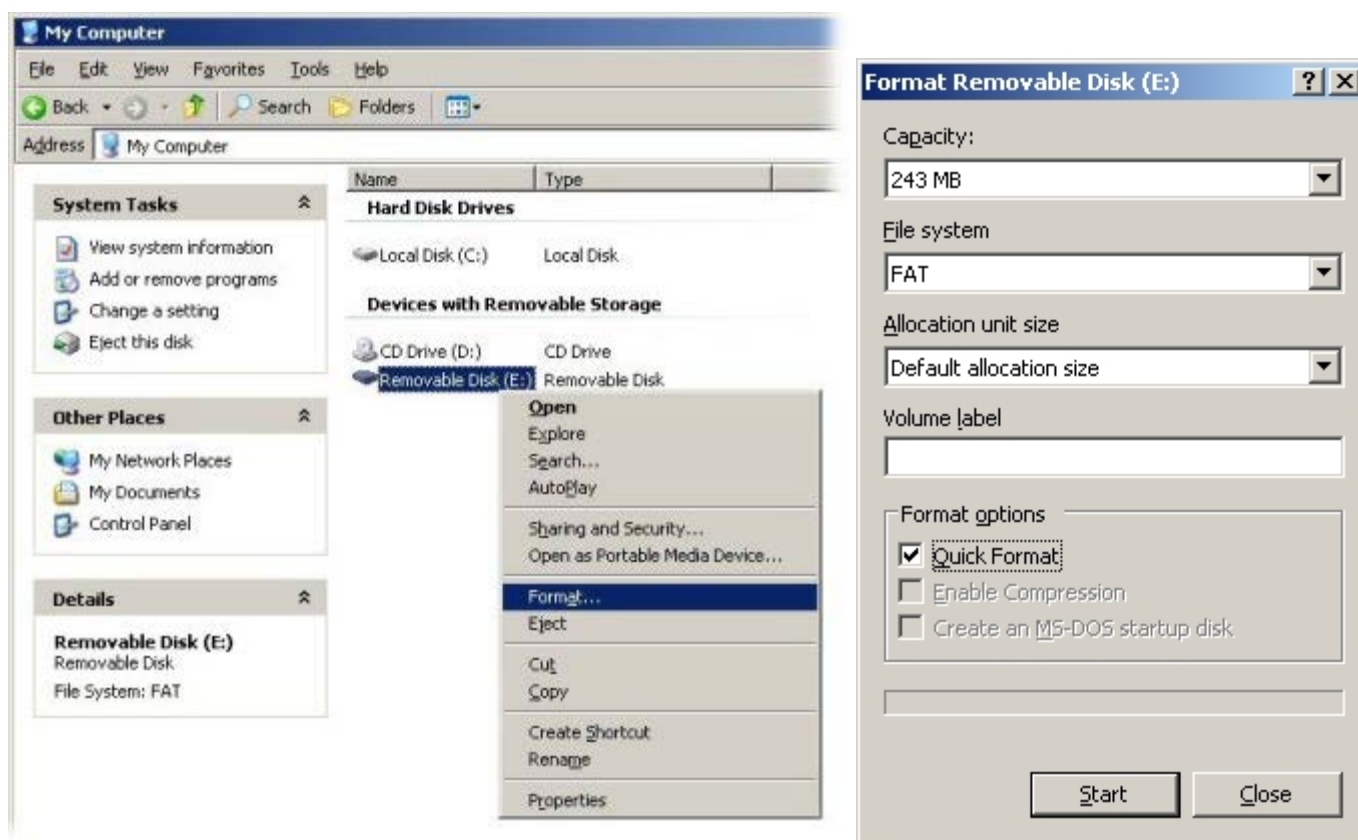 My Computer
File Edit View Favorites Tools Help
Back Search Folders
Address My Computer
System Tasks
View system information
Add or remove programs
Change a setting
Eject this disk
Other Places
My Network Places
My Documents
Control Panel
Details
Removable Disk (E:)
Removable Disk
File System: FAT
Name Type
Hard Disk Drives
Local Disk (C:) Local Disk
Devices with Removable Storage
CD Drive (D:) CD Drive
Removable Disk (E:) Removable Disk
Open
Explore
Search...
AutoPlay
Sharing and Security...
Open as Portable Media Device...
Format...
Eject
Cut
Copy
Create Shortcut
Rename
Properties
Format Removable Disk (E:)
Capacity:
243 MB
File system
FAT
Allocation unit size
Default allocation size
Volume label
Format options
Quick Format
Enable Compression
Create an MS-DOS startup disk
Start Close